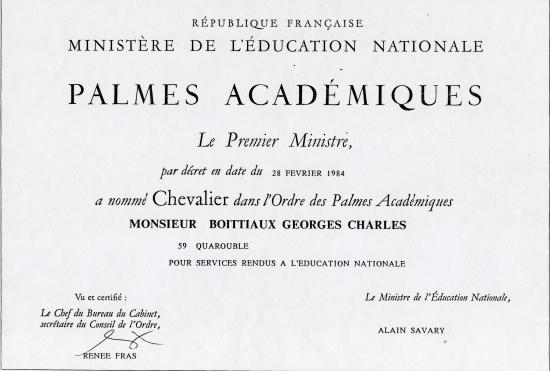 RÉPUBLIQUE FRANÇAISE
MINISTÈRE DE L'ÉDUCATION NATIONALE
PALMES ACADÉMIQUES
Le Premier Ministre,
par décret en date du 28 FEVRIER 1984
a nommé Chevalier dans l'Ordre des Palmes Académiques
MONSIEUR BOITTIAUX GEORGES CHARLES
59 QUAROUBLE
POUR SERVICES RENDUS A L'EDUCATION NATIONALE
Vu et certifié :
Le Chef du Bureau du Cabinet,
secrétaire du Conseil de l'Ordre,
RENEE FRAS
Le Ministre de l'Éducation Nationale,
ALAIN SAVARY